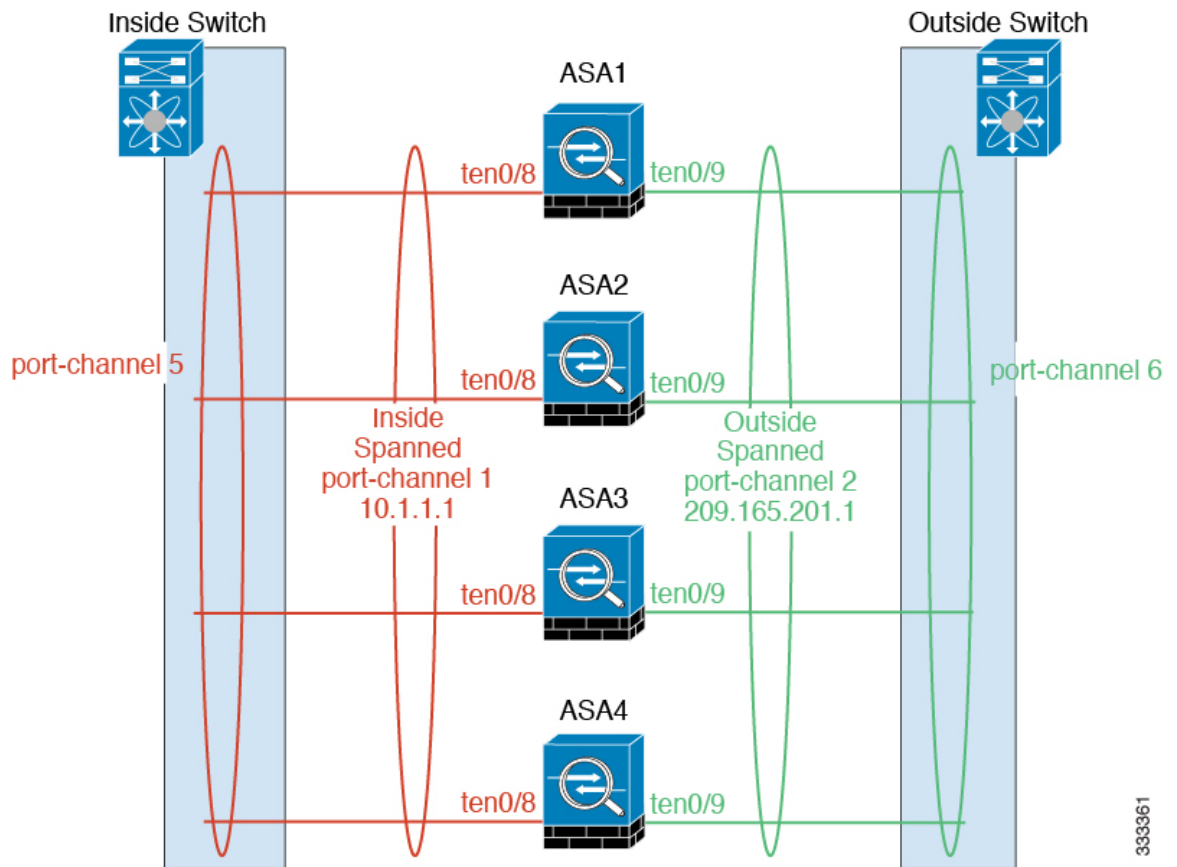 Inside Switch
Outside Switch
ASA1
ten0/8
ten0/9
ASA2
port-channel 5
ten0/8
ten0/9
port-channel 6
Inside
Spanned
port-channel 1
10.1.1.1
Outside
Spanned
port-channel 2
209.165.201.1
ASA3
ten0/8
ten0/9
ASA4
ten0/8
ten0/9
333361